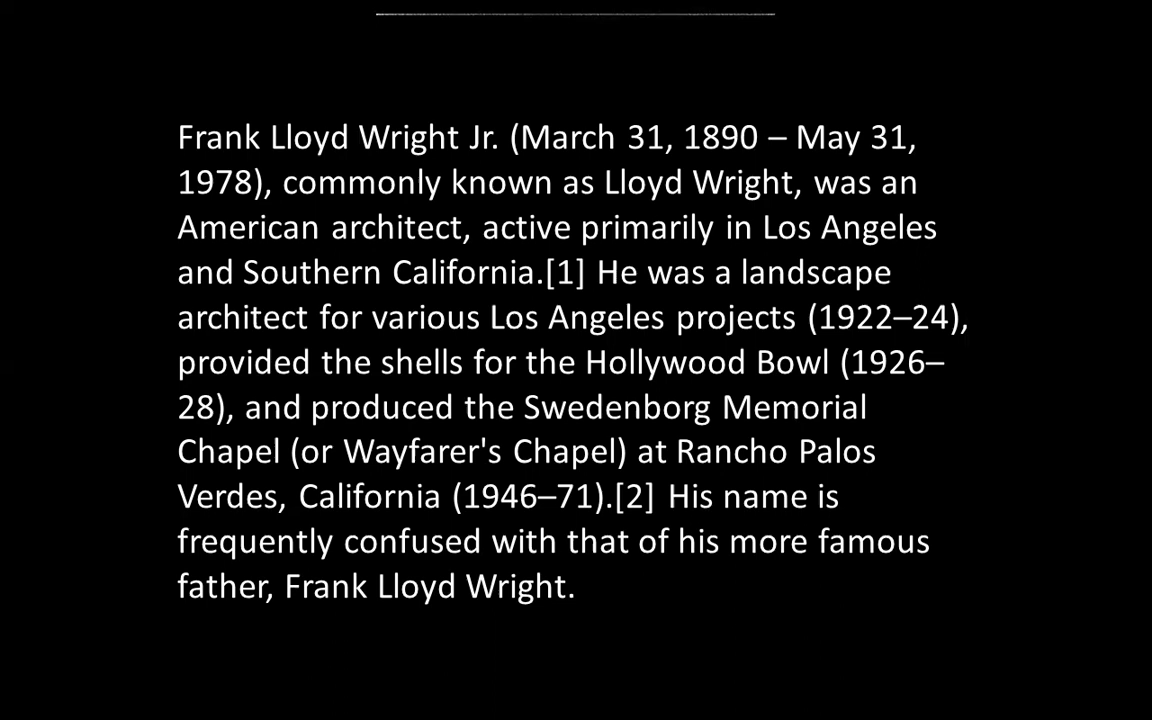 Frank Lloyd Wright Jr. (March 31, 1890 – May 31,
1978), commonly known as Lloyd Wright, was an
American architect, active primarily in Los Angeles
and Southern California.[1] He was a landscape
architect for various Los Angeles projects (1922–24),
provided the shells for the Hollywood Bowl (1926–
28), and produced the Swedenborg Memorial
Chapel (or Wayfarer's Chapel) at Rancho Palos
Verdes, California (1946–71).[2] His name is
frequently confused with that of his more famous
father, Frank Lloyd Wright.